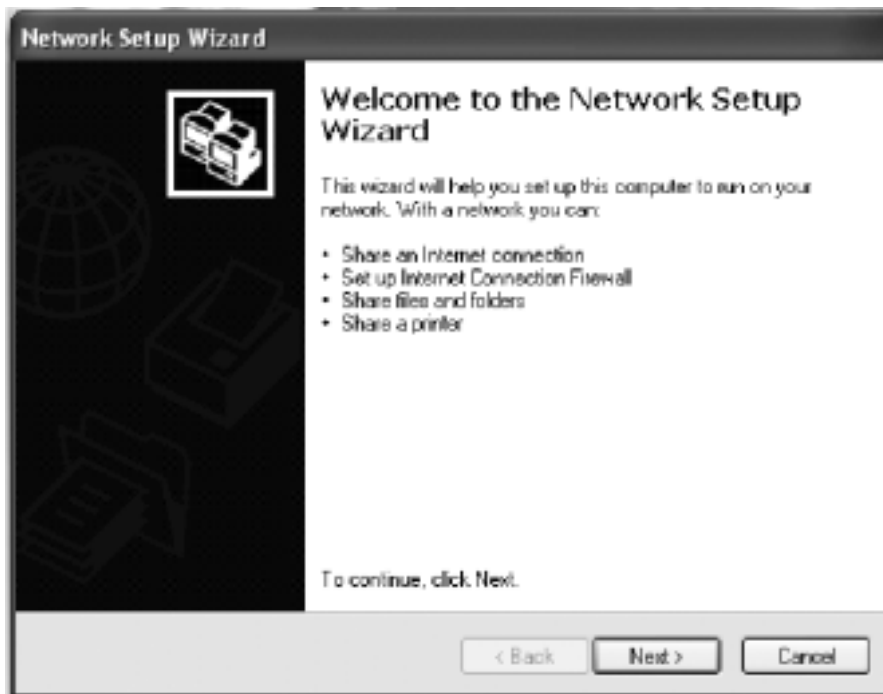 Network Setup Wizard
Welcome to the Network Setup
Wizard
This wizard will help you set up this computer to run on your
network. With a network you can:
• Share an Internet connection
• Set up Internet Connection Firewall
• Share files and folders
• Share a printer
To continue, click Next.
< Back Next > Cancel